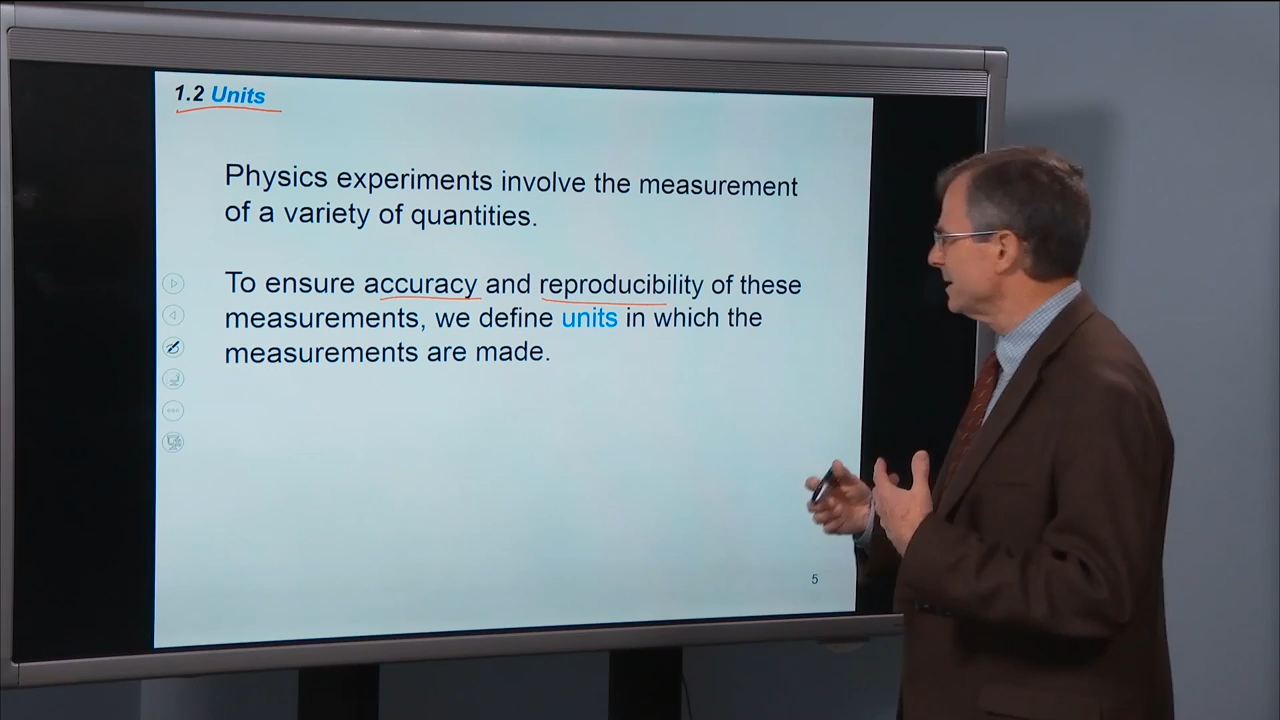 1.2 Units
Physics experiments involve the measurement
of a variety of quantities.
To ensure accuracy and reproducibility of these
measurements, we define units in which the
measurements are made.
5